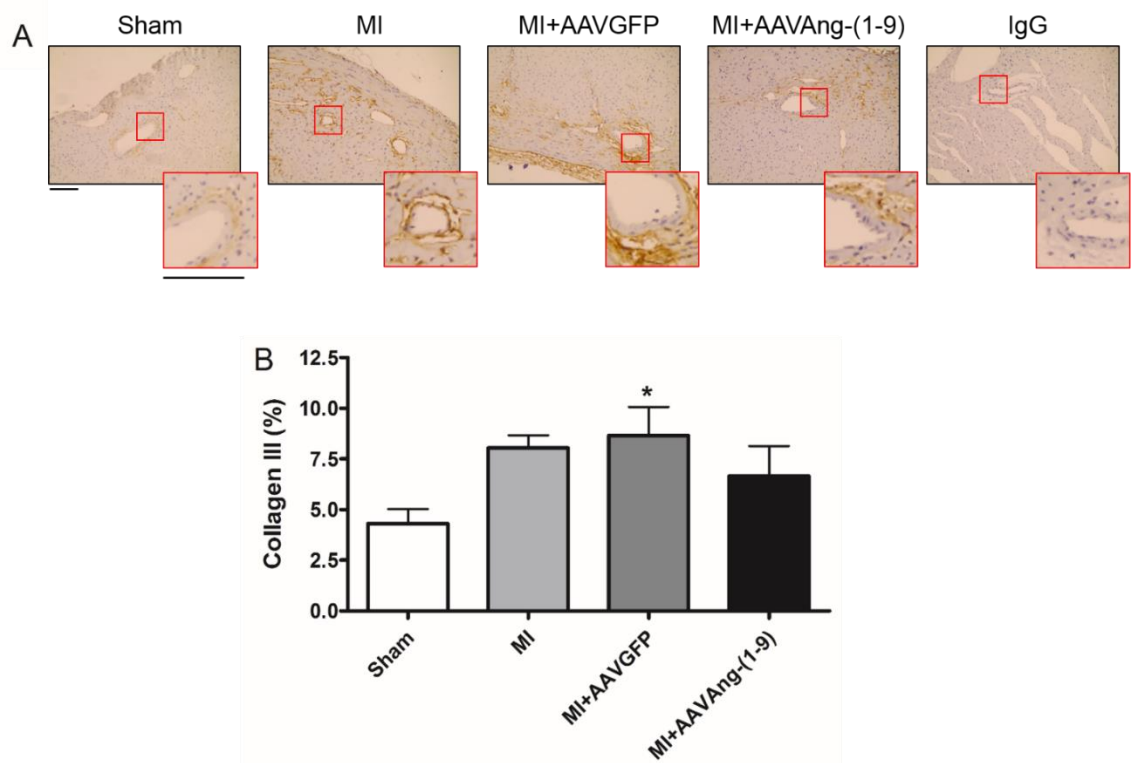 A
Sham
MI
MI+AAVGFP
MI+AAVAng-(1-9)
IgG
B
Collagen III (%)
12.5
10.0
7.5
5.0
2.5
0.0
*
Sham
MI
MI+AAVGFP
MI+AAVAng-(1-9)